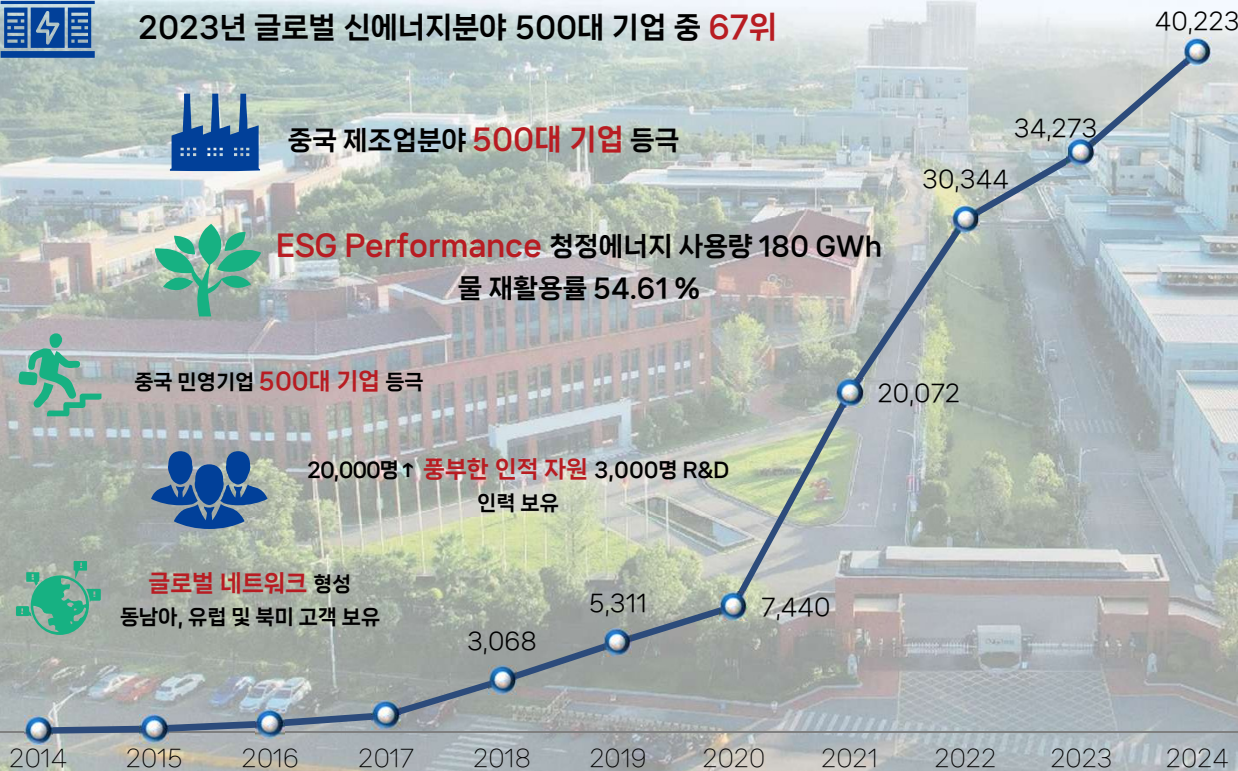 2023년 글로벌 신에너지분야 500대 기업 중 67위
중국 제조업분야 500대 기업 등극
ESG Performance 청정에너지 사용량 180 GWh
물 재활용률 54.61 %
중국 민영기업 500대 기업 등극
20,000명↑ 풍부한 인적 자원 3,000명 R&D
인력 보유
글로벌 네트워크 형성
동남아, 유럽 및 북미 고객 보유
3,068
5,311
7,440
20,072
30,344
34,273
40,223
2014 2015 2016 2017 2018 2019 2020 2021 2022 2023 2024